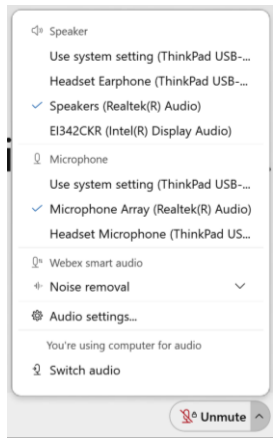 Speaker
Use system setting (ThinkPad USB-...
Headset Earphone (ThinkPad USB-...
Speakers (Realtek(R) Audio)
EI342CKR (Intel(R) Display Audio)
Microphone
Use system setting (ThinkPad USB-...
Microphone Array (Realtek(R) Audio)
Headset Microphone (ThinkPad US...
Webex smart audio
Noise removal
Audio settings...
You're using computer for audio
Switch audio
Unmute